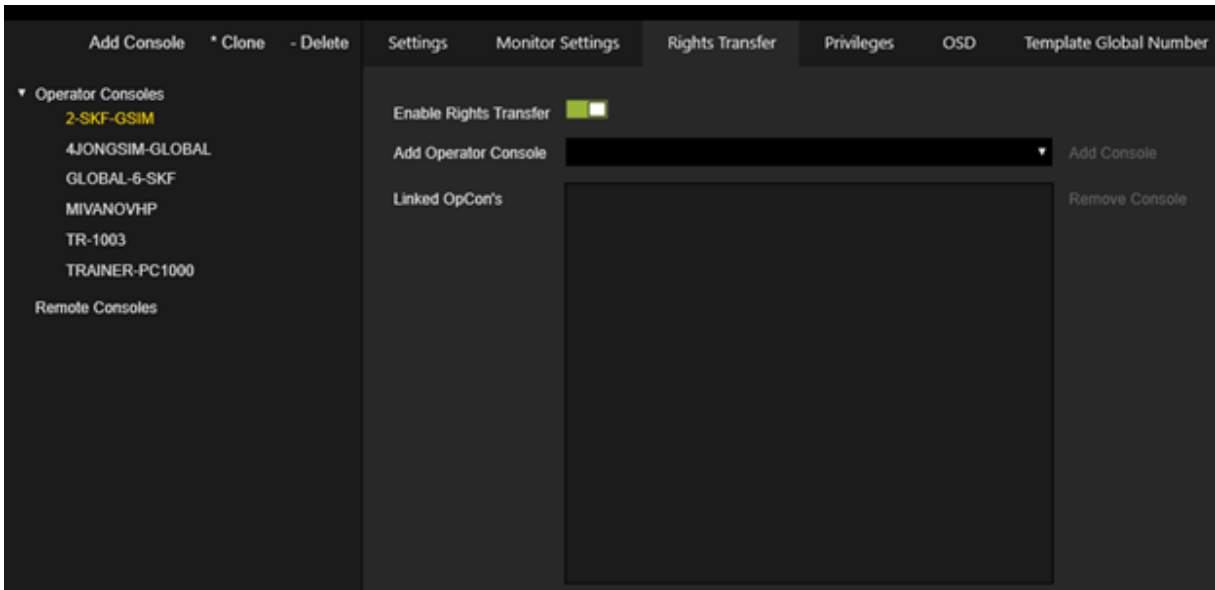 Add Console * Clone - Delete
Settings Monitor Settings Rights Transfer Privileges OSD Template Global Number
▼ Operator Consoles
2-SKF-GSIM
4JONGSIM-GLOBAL
GLOBAL-6-SKF
MIVANOVHP
TR-1003
TRAINER-PC1000
Remote Consoles
Enable Rights Transfer
Add Operator Console ▼ Add Console
Linked OpCon's Remove Console